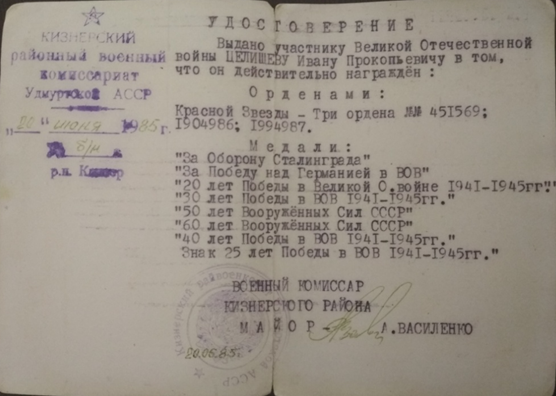 КИЗНЕРСКИЙ
районный военный
комиссариат
Удмуртской АССР
"20" июня 1985г.
№ б/н
р.п. Кизнер
УДОСТОВЕРЕНИЕ
Выдано участнику Великой Отечественной
войны ЦЕЛИЩЕВУ Ивану Прокопьевичу в том,
что он действительно награждён :
Орденами:
Красной Звезды - Три ордена №№ 451569;
1904986; 1994987.
Медали:
"За Оборону Сталинграда"
"За Победу над Германией в ВОВ"
"20 лет Победы в Великой О.войне 1941-1945гг."
"30 лет Победы в ВОВ 1941-1945гг."
"50 лет Вооружённых Сил СССР"
"60 лет Вооружённых Сил СССР"
"40 лет Победы в ВОВ 1941-1945гг."
Знак 25 лет Победы в ВОВ 1941-1945гг."
ВОЕННЫЙ КОМИССАР
КИЗНЕРСКОГО РАЙОНА
МАЙОР - А.ВАСИЛЕНКО
20.06.85г.